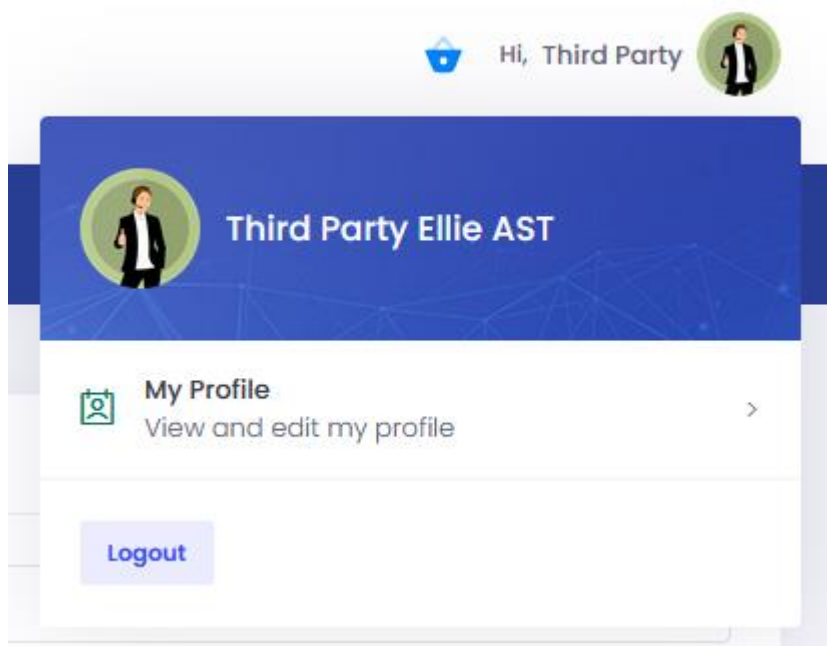 Hi, Third Party
Third Party Ellie AST
My Profile
View and edit my profile
Logout